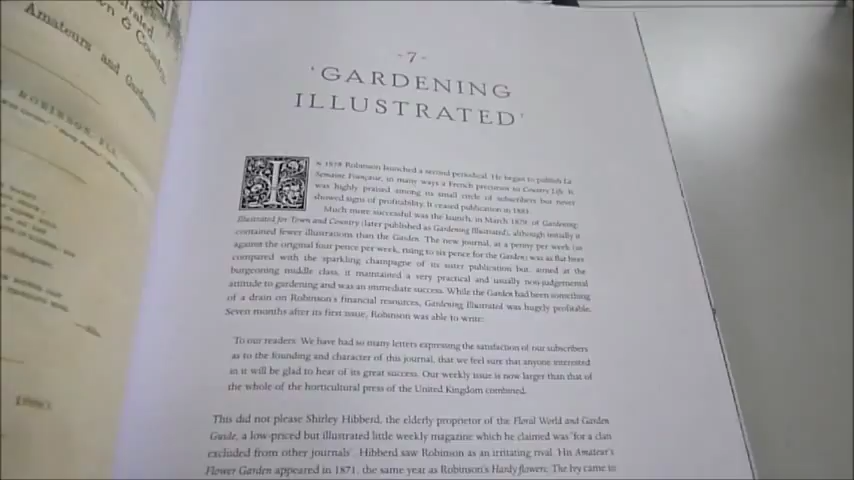 Illustrated
Town & Country
Amateurs and Garden
ROBINSON, F.L.S.
-7-
'GARDENING
ILLUSTRATED'
IN 1878 Robinson launched a second periodical. He began to publish La
Semaine Française, in many ways a French precursor to Country Life. It
was highly praised among its small circle of subscribers but never
showed signs of profitability. It ceased publication in 1881.
Much more successful was the launch, in March 1879, of Gardening
Illustrated for Town and Country (later published as Gardening Illustrated), although initially it
contained fewer illustrations than the Garden. The new journal, at a penny per week (as
against the original four pence per week, rising to six pence for the Garden) was as flat beer
compared with the sparkling champagne of its sister publication but, aimed at the
burgeoning middle class, it maintained a very practical and usually non-judgemental
attitude to gardening and was an immediate success. While the Garden had been something
of a drain on Robinson's financial resources, Gardening Illustrated was hugely profitable.
Seven months after its first issue, Robinson was able to write:
To our readers: We have had so many letters expressing the satisfaction of our subscribers
as to the founding and character of this journal, that we feel sure that anyone interested
in it will be glad to hear of its great success. Our weekly issue is now larger than that of
the whole of the horticultural press of the United Kingdom combined.
This did not please Shirley Hibberd, the elderly proprietor of the Floral World and Garden
Guide, a low-priced but illustrated little weekly magazine which he claimed was 'for a clan
excluded from other journals'. Hibberd saw Robinson as an irritating rival. His Amateur's
Flower Garden appeared in 1871, the same year as Robinson's Hardy flowers: The Ivy came to